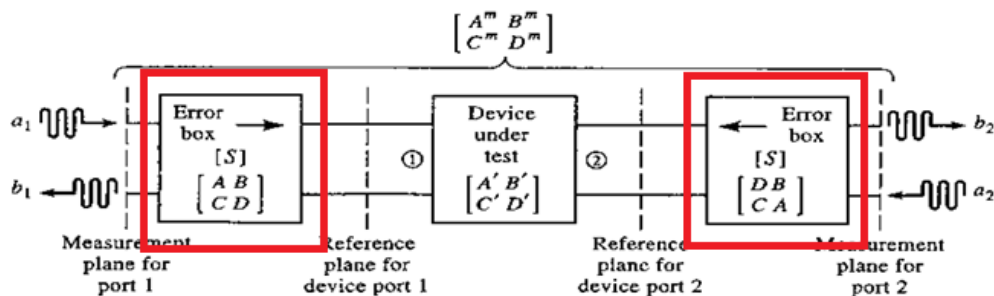 [ A^m B^m
C^m D^m ]
a₁
b₁
Error
box
[S]
[ A B
C D ]
①
Device
under
test
[ A′ B′
C′ D′ ]
②
Error
box
[S]
[ D B
C A ]
b₂
a₂
Measurement
plane for
port 1
Reference
plane for
device port 1
Reference
plane for
device port 2
Measurement
plane for
port 2